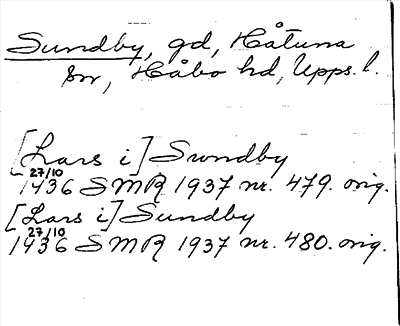 Sundby, gd, Håtuna
sn, Håbo hd, Upps. l.
[Lars i] Swndby
27/10
1436 SMR 1937 nr. 479. orig.
[Lars i] Sundby
27/10
1436 SMR 1937 nr. 480. orig.